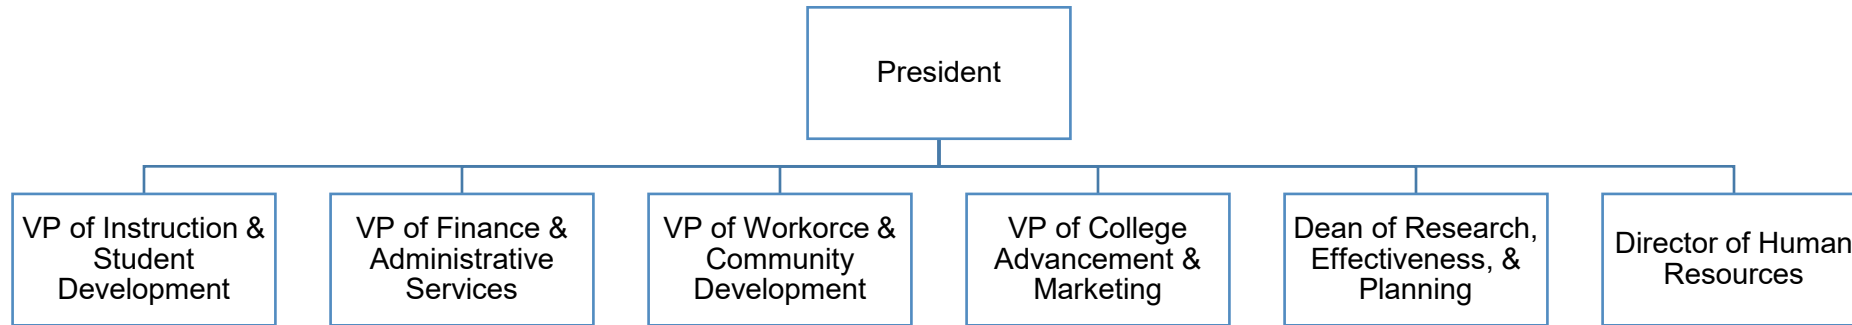 President
VP of Instruction &
Student
Development
VP of Finance &
Administrative
Services
VP of Workorce &
Community
Development
VP of College
Advancement &
Marketing
Dean of Research,
Effectiveness, &
Planning
Director of Human
Resources